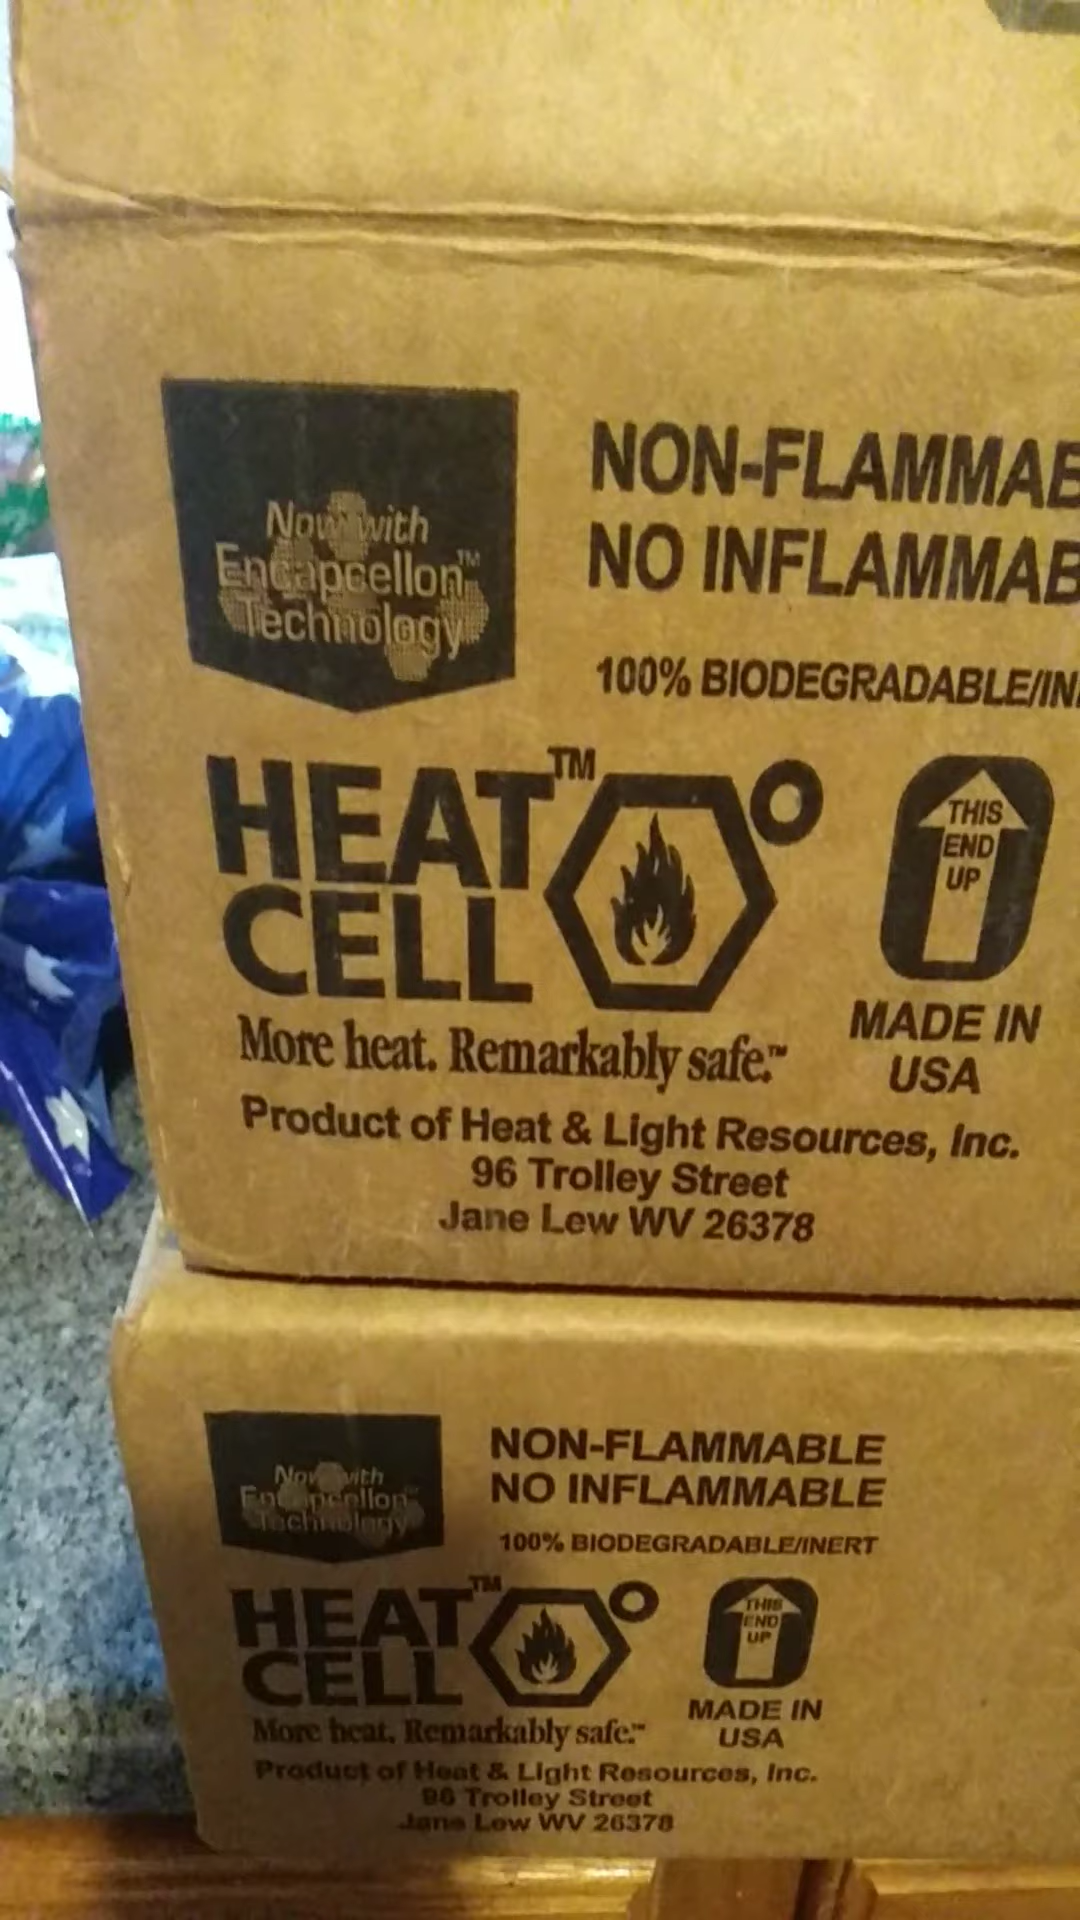 Now with
Encapcellon™
Technology
NON-FLAMMAB
NO INFLAMMAB
100% BIODEGRADABLE/IN
HEAT™
CELL
THIS
END
UP
MADE IN
USA
More heat. Remarkably safe.™
Product of Heat & Light Resources, Inc.
96 Trolley Street
Jane Lew WV 26378
Now with
Encapcellon™
Technology
NON-FLAMMABLE
NO INFLAMMABLE
100% BIODEGRADABLE/INERT
HEAT™
CELL
THIS
END
UP
MADE IN
USA
More heat. Remarkably safe.™
Product of Heat & Light Resources, Inc.
96 Trolley Street
Jane Lew WV 26378